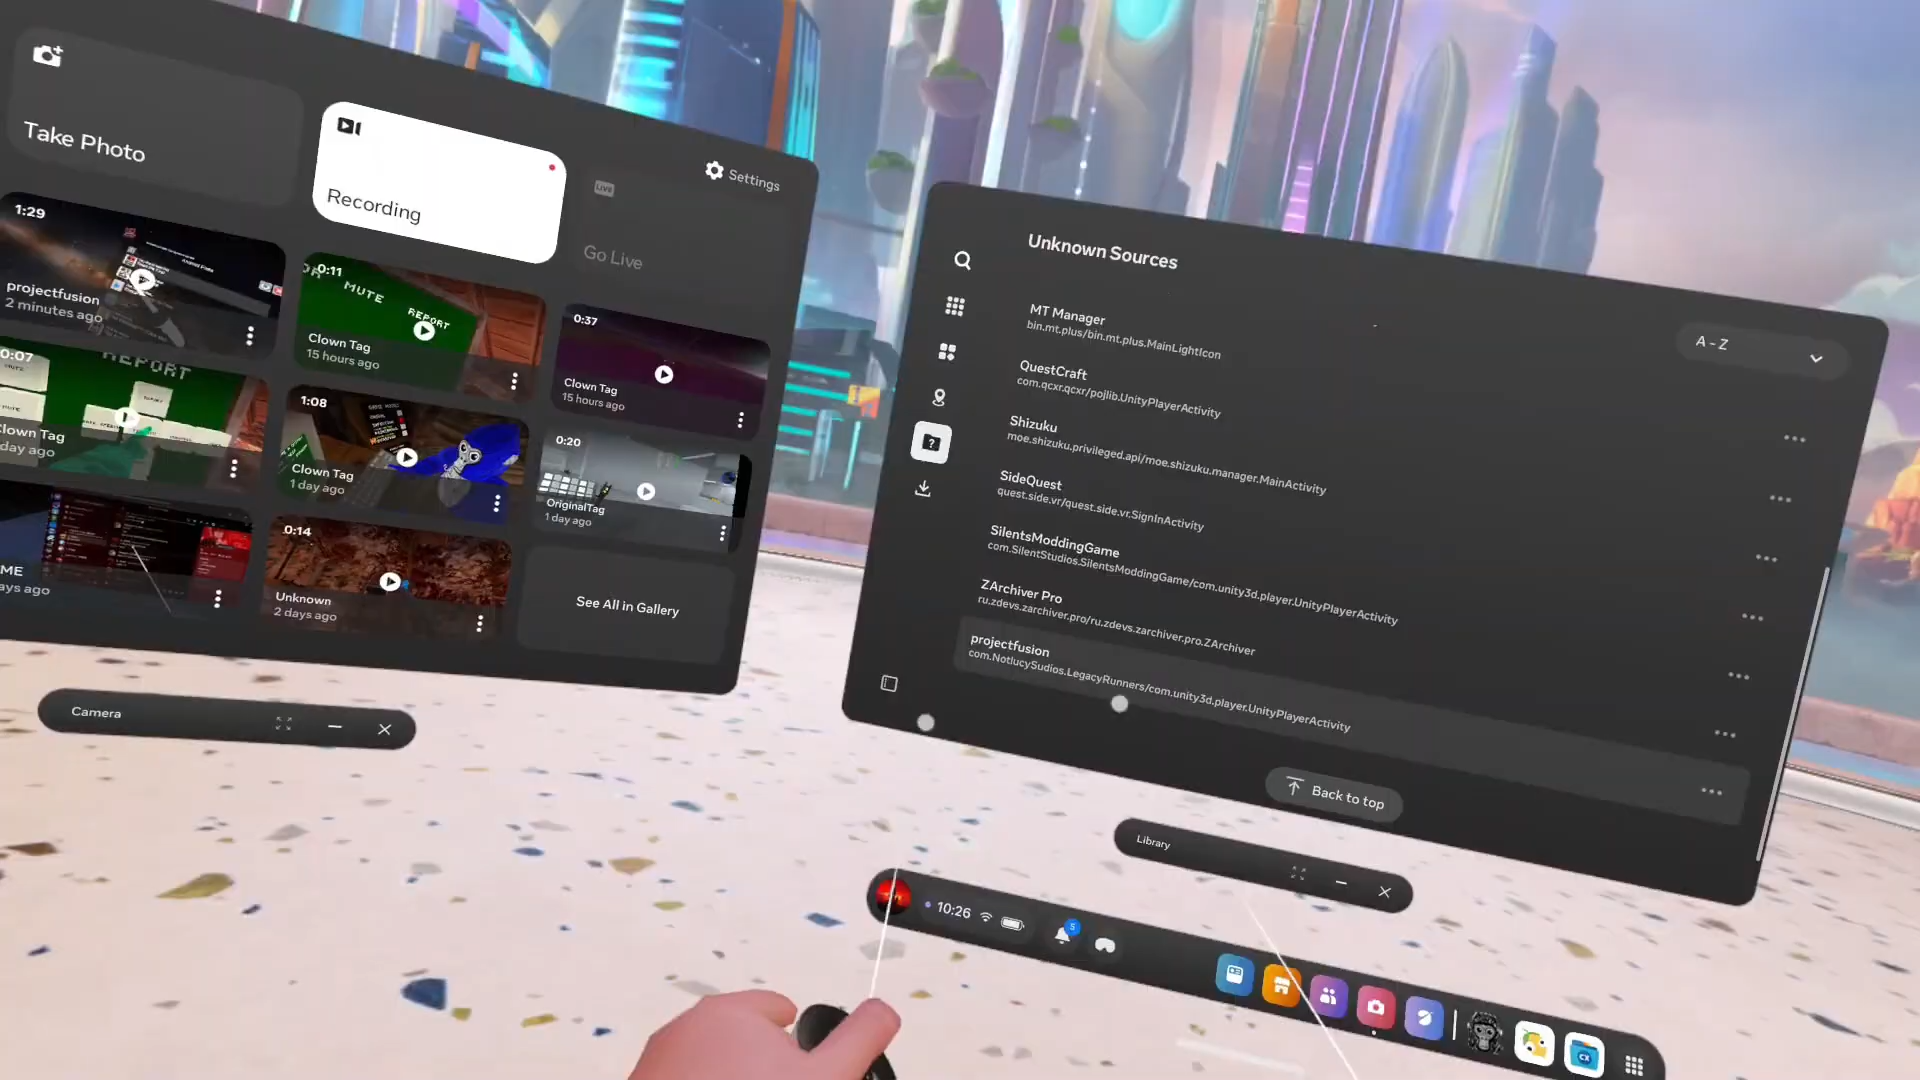 Take Photo
Recording
Settings
LIVE
Go Live
1:29
projectfusion
2 minutes ago
0:11
MUTE
REPORT
Clown Tag
15 hours ago
0:37
Clown Tag
15 hours ago
0:07
REPORT
MUTE
Clown Tag
day ago
1:08
Clown Tag
1 day ago
0:20
OriginalTag
1 day ago
ME
ays ago
0:14
Unknown
2 days ago
See All in Gallery
Camera
Unknown Sources
A - Z
MT Manager
bin.mt.plus/bin.mt.plus.MainLightIcon
QuestCraft
com.qcxr.qcxr/pojlib.UnityPlayerActivity
Shizuku
moe.shizuku.privileged.api/moe.shizuku.manager.MainActivity
SideQuest
quest.side.vr/quest.side.vr.SignInActivity
SilentsModdingGame
com.SilentStudios.SilentsModdingGame/com.unity3d.player.UnityPlayerActivity
ZArchiver Pro
ru.zdevs.zarchiver.pro/ru.zdevs.zarchiver.pro.ZArchiver
projectfusion
com.NotlucySudios.LegacyRunners/com.unity3d.player.UnityPlayerActivity
Back to top
Library
10:26
5
CX